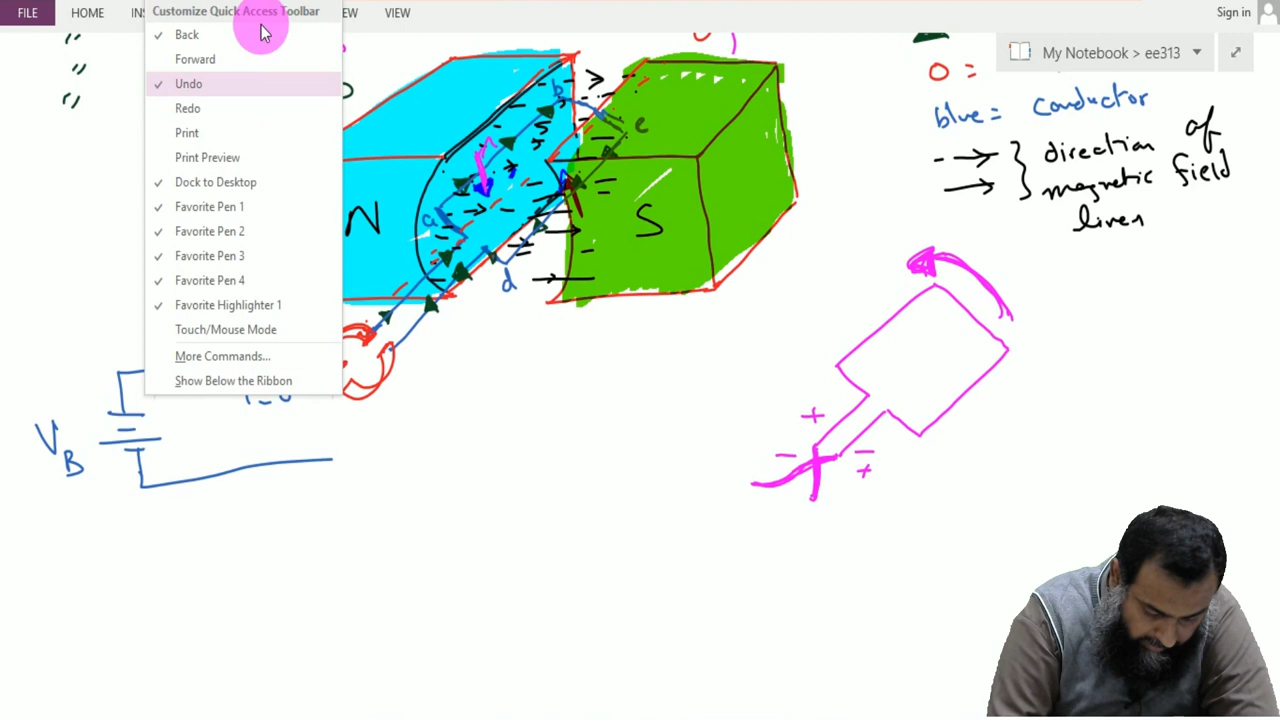 FILE
HOME
INS
EW
VIEW
Sign in
Customize Quick Access Toolbar
Back
Forward
Undo
Redo
Print
Print Preview
Dock to Desktop
Favorite Pen 1
Favorite Pen 2
Favorite Pen 3
Favorite Pen 4
Favorite Highlighter 1
Touch/Mouse Mode
More Commands...
Show Below the Ribbon
My Notebook > ee313
blue = conductor
direction of
magnetic field
lines
N
S
a
b
c
d
VB
+
-
-
+